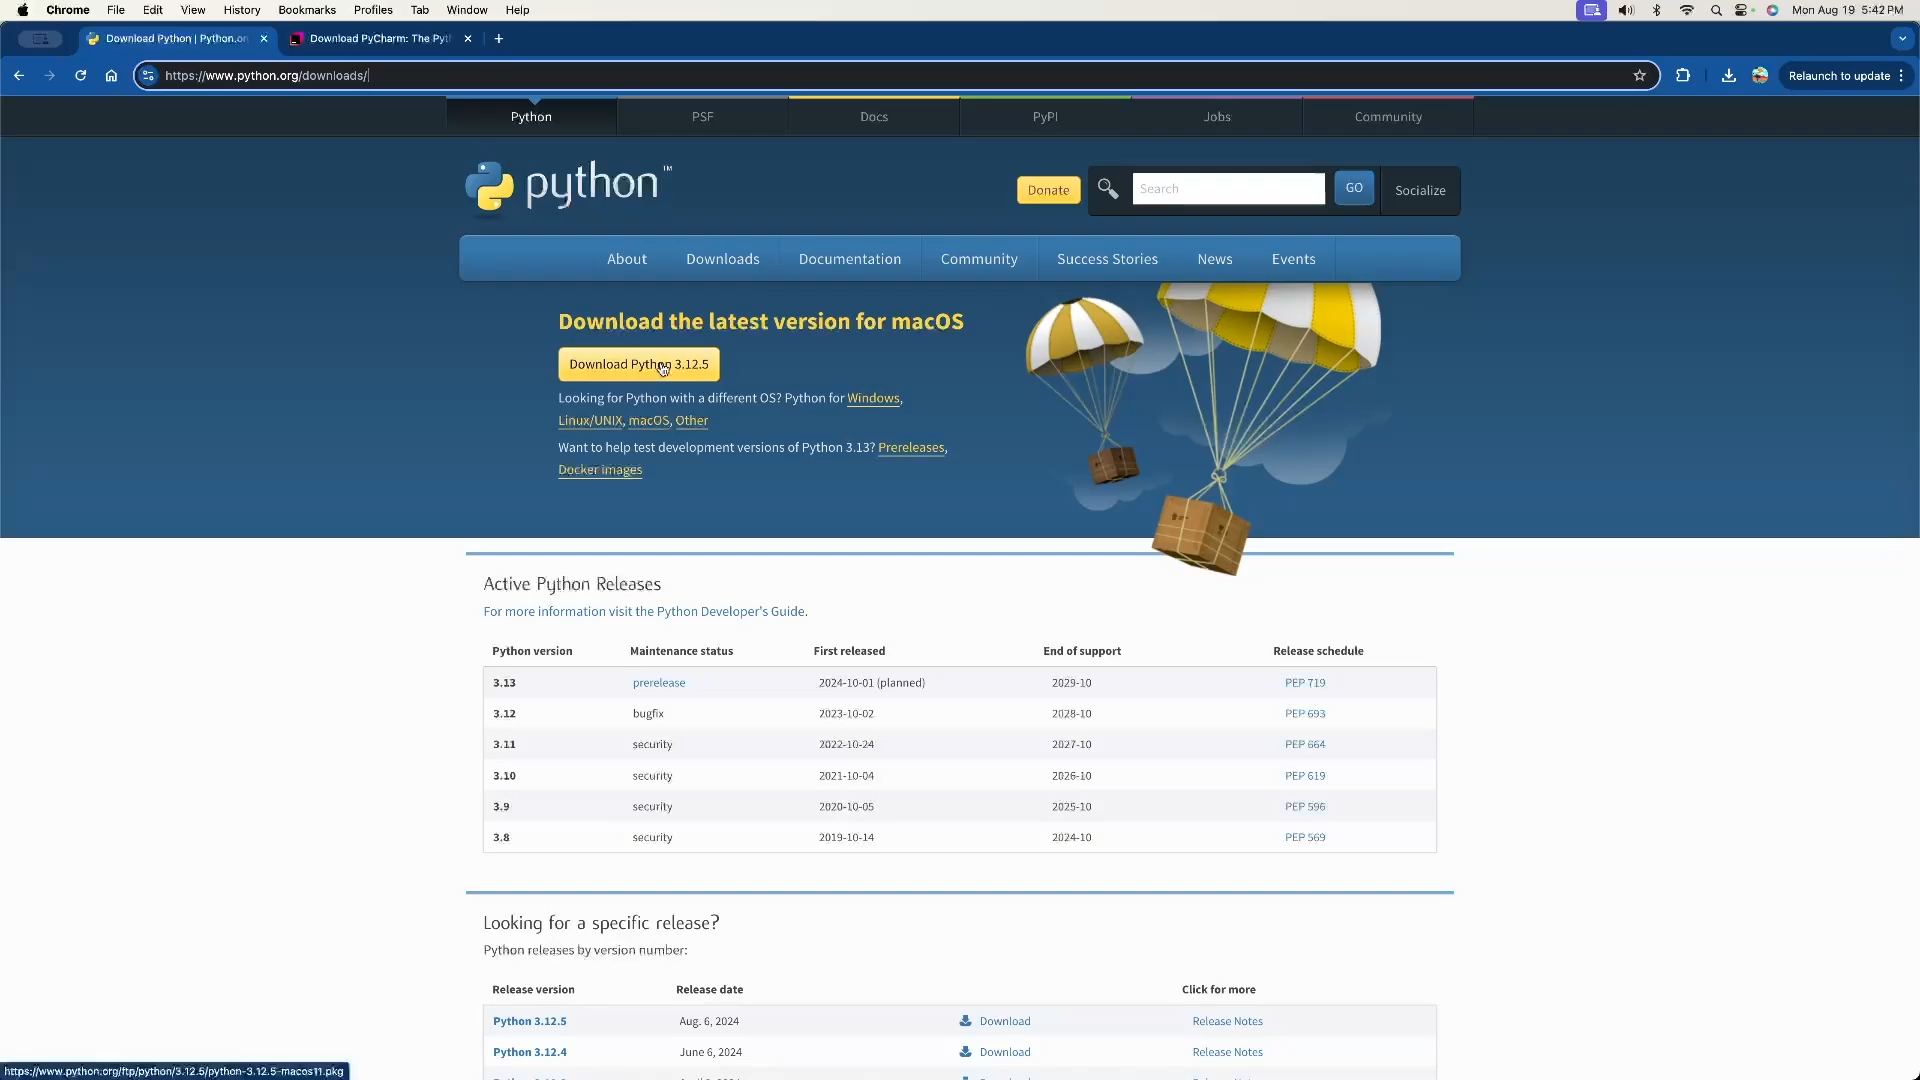 Chrome File Edit View History Bookmarks Profiles Tab Window Help Mon Aug 19 5:42 PM
Download Python | Python.or Download PyCharm: The Pyt
https://www.python.org/downloads/ Relaunch to update
Python PSF Docs PyPI Jobs Community
python™
Donate Search GO Socialize
About Downloads Documentation Community Success Stories News Events
Download the latest version for macOS
Download Python 3.12.5
Looking for Python with a different OS? Python for Windows,
Linux/UNIX, macOS, Other
Want to help test development versions of Python 3.13? Prereleases,
Docker images
Active Python Releases
For more information visit the Python Developer's Guide.
Python version Maintenance status First released End of support Release schedule
3.13 prerelease 2024-10-01 (planned) 2029-10 PEP 719
3.12 bugfix 2023-10-02 2028-10 PEP 693
3.11 security 2022-10-24 2027-10 PEP 664
3.10 security 2021-10-04 2026-10 PEP 619
3.9 security 2020-10-05 2025-10 PEP 596
3.8 security 2019-10-14 2024-10 PEP 569
Looking for a specific release?
Python releases by version number:
Release version Release date Click for more
Python 3.12.5 Aug. 6, 2024 Download Release Notes
Python 3.12.4 June 6, 2024 Download Release Notes
https://www.python.org/ftp/python/3.12.5/python-3.12.5-macos11.pkg